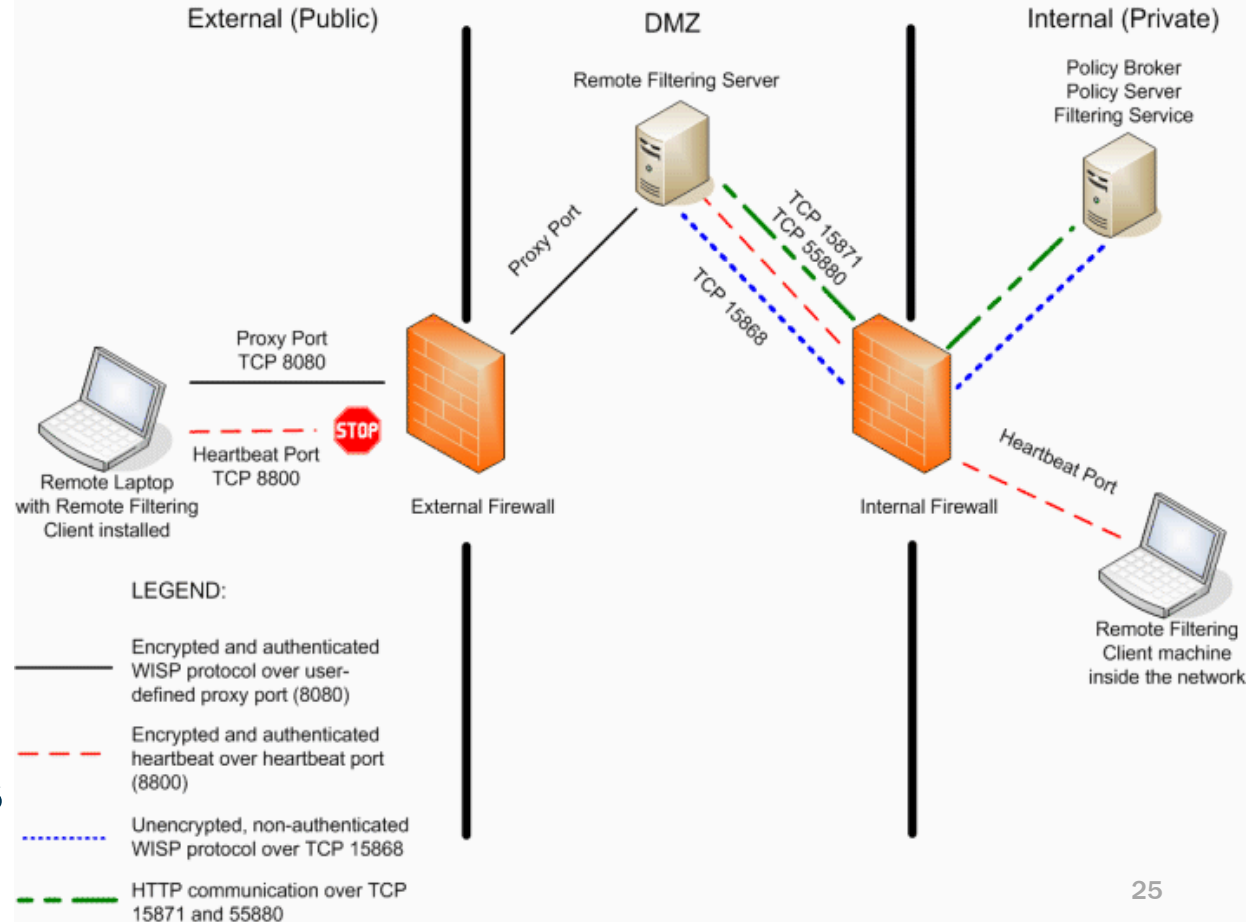 External (Public)
DMZ
Internal (Private)
Remote Filtering Server
Policy Broker
Policy Server
Filtering Service
Proxy Port
TCP 15871
TCP 55880
TCP 15868
Proxy Port
TCP 8080
STOP
Heartbeat Port
TCP 8800
Remote Laptop
with Remote Filtering
Client installed
External Firewall
Internal Firewall
Heartbeat Port
Remote Filtering
Client machine
inside the network
LEGEND:
Encrypted and authenticated
WISP protocol over user-
defined proxy port (8080)
Encrypted and authenticated
heartbeat over heartbeat port
(8800)
Unencrypted, non-authenticated
WISP protocol over TCP 15868
HTTP communication over TCP
15871 and 55880
25